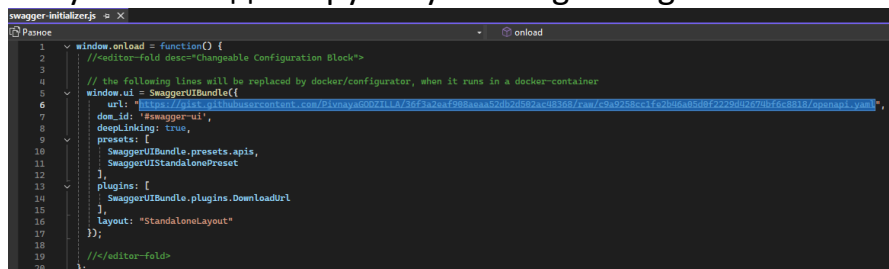 swagger-initializer.js
Разное onload
1 window.onload = function() {
2 //<editor-fold desc="Changeable Configuration Block">
3
4 // the following lines will be replaced by docker/configurator, when it runs in a docker-container
5 window.ui = SwaggerUIBundle({
6 url: "https://gist.githubusercontent.com/PivnayaGODZILLA/36f3a2eaf908aeaa52db2d502ac48368/raw/c9a9258cc1fe2b46a05d0f2229d42674bf6c8818/openapi.yaml",
7 dom_id: '#swagger-ui',
8 deepLinking: true,
9 presets: [
10 SwaggerUIBundle.presets.apis,
11 SwaggerUIStandalonePreset
12 ],
13 plugins: [
14 SwaggerUIBundle.plugins.DownloadUrl
15 ],
16 layout: "StandaloneLayout"
17 });
18
19 //</editor-fold>
20 };